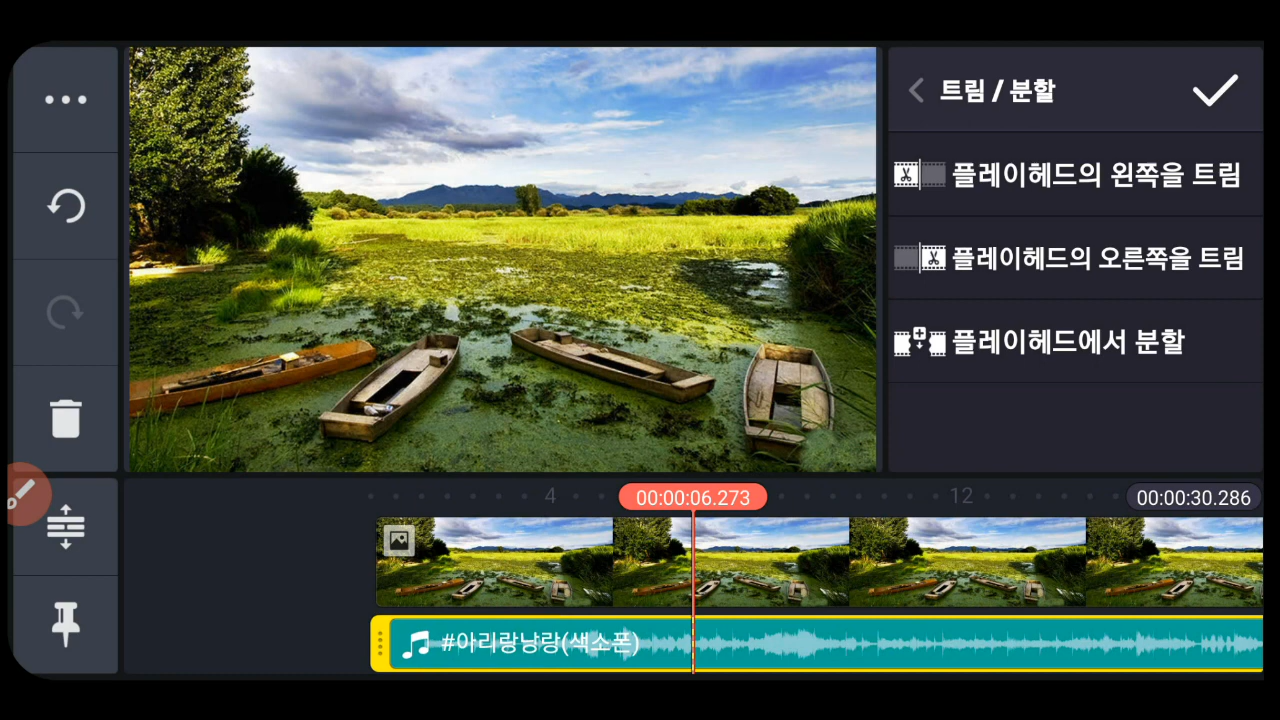 트림 / 분할
플레이헤드의 왼쪽을 트림
플레이헤드의 오른쪽을 트림
플레이헤드에서 분할
4
00:00:06.273
12
00:00:30.286
#아리랑낭랑(색소폰)